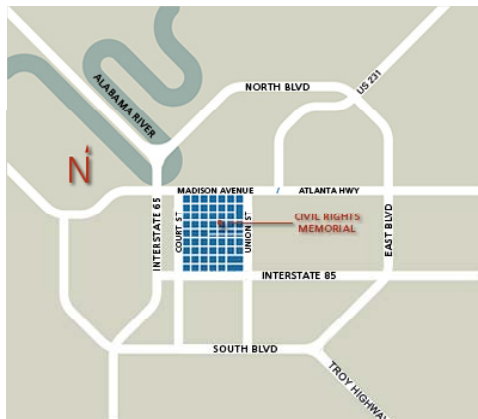 NORTH BLVD
US 231
ALABAMA RIVER
N
MADISON AVENUE / ATLANTA HWY
INTERSTATE 65
COURT ST
UNION ST
CIVIL RIGHTS
MEMORIAL
EAST BLVD
INTERSTATE 85
SOUTH BLVD
TROY HIGHWAY